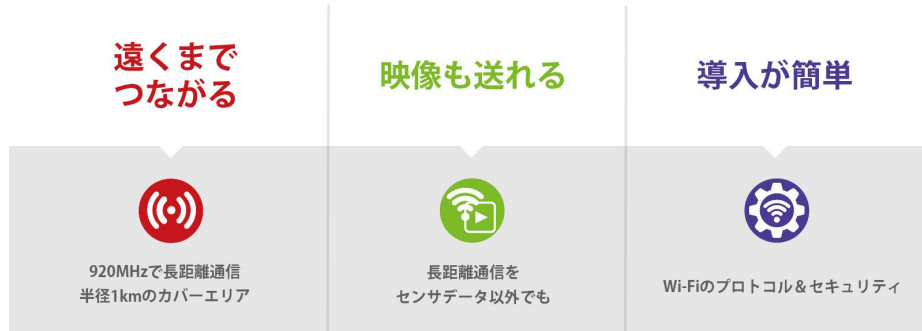 遠くまで
つながる
映像も送れる
導入が簡単
920MHzで長距離通信
半径1kmのカバーエリア
長距離通信を
センサデータ以外でも
Wi-Fiのプロトコル＆セキュリティ